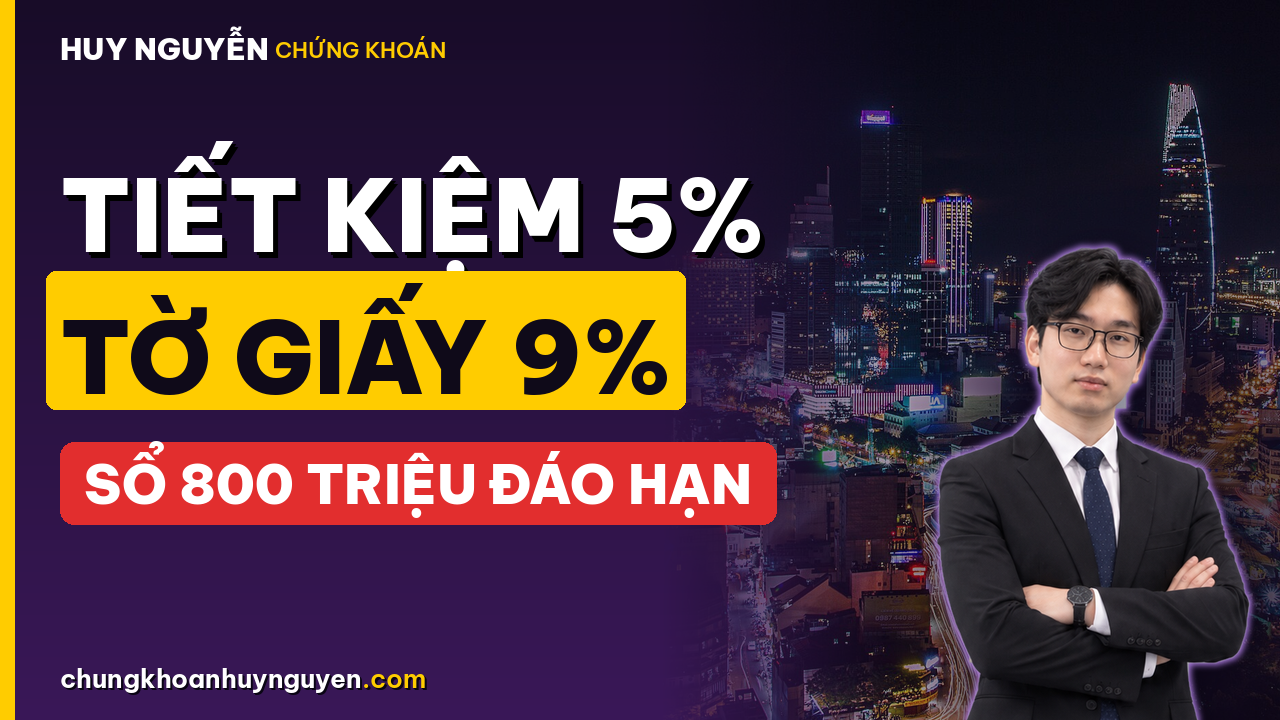 HUY NGUYỄN CHỨNG KHOÁN
TIẾT KIỆM 5%
TỜ GIẤY 9%
SỔ 800 TRIỆU ĐÁO HẠN
chungkhoanhuynguyen.com